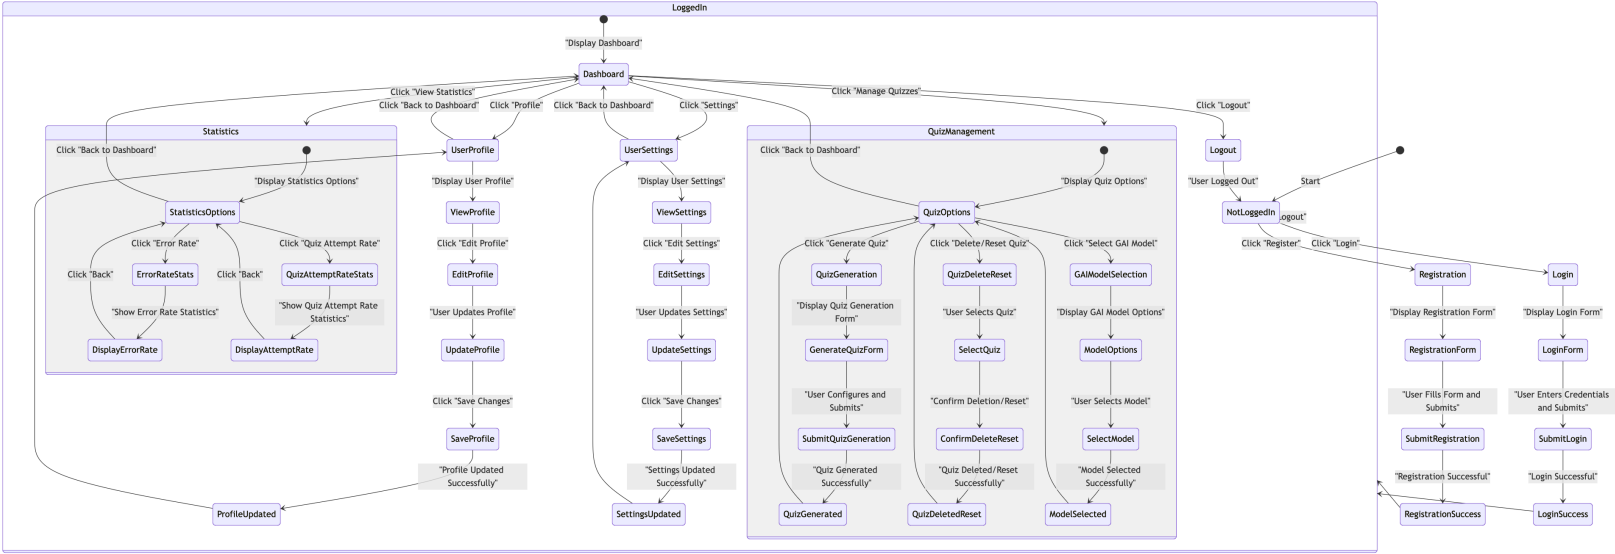 LoggedIn
"Display Dashboard"
Dashboard
Click "View Statistics"
Click "Manage Quizzes"
Click "Back to Dashboard"
Click "Profile"
Click "Back to Dashboard"
Click "Settings"
Click "Logout"
Statistics
QuizManagement
Click "Back to Dashboard"
UserProfile
UserSettings
Click "Back to Dashboard"
Logout
"Display Statistics Options"
"Display User Profile"
"Display User Settings"
"Display Quiz Options"
"User Logged Out"
Start
StatisticsOptions
ViewProfile
ViewSettings
QuizOptions
NotLoggedIn
Logout"
Click "Error Rate"
Click "Quiz Attempt Rate"
Click "Edit Profile"
Click "Edit Settings"
Click "Generate Quiz"
Click "Delete/Reset Quiz"
Click "Select GAI Model"
Click "Register"
Click "Login"
Click "Back"
ErrorRateStats
Click "Back"
QuizAttemptRateStats
EditProfile
EditSettings
QuizGeneration
QuizDeleteReset
GAIModelSelection
Registration
Login
"Show Error Rate Statistics"
"Show Quiz Attempt Rate
Statistics"
"User Updates Profile"
"User Updates Settings"
"Display Quiz Generation
Form"
"User Selects Quiz"
"Display GAI Model Options"
"Display Registration Form"
"Display Login Form"
DisplayErrorRate
DisplayAttemptRate
UpdateProfile
UpdateSettings
GenerateQuizForm
SelectQuiz
ModelOptions
RegistrationForm
LoginForm
Click "Save Changes"
Click "Save Changes"
"User Configures and
Submits"
"Confirm Deletion/Reset"
"User Selects Model"
"User Fills Form and
Submits"
"User Enters Credentials
and Submits"
SaveProfile
SaveSettings
SubmitQuizGeneration
ConfirmDeleteReset
SelectModel
SubmitRegistration
SubmitLogin
"Profile Updated
Successfully"
"Settings Updated
Successfully"
"Quiz Generated
Successfully"
"Quiz Deleted/Reset
Successfully"
"Model Selected
Successfully"
"Registration Successful"
"Login Successful"
ProfileUpdated
SettingsUpdated
QuizGenerated
QuizDeletedReset
ModelSelected
RegistrationSuccess
LoginSuccess